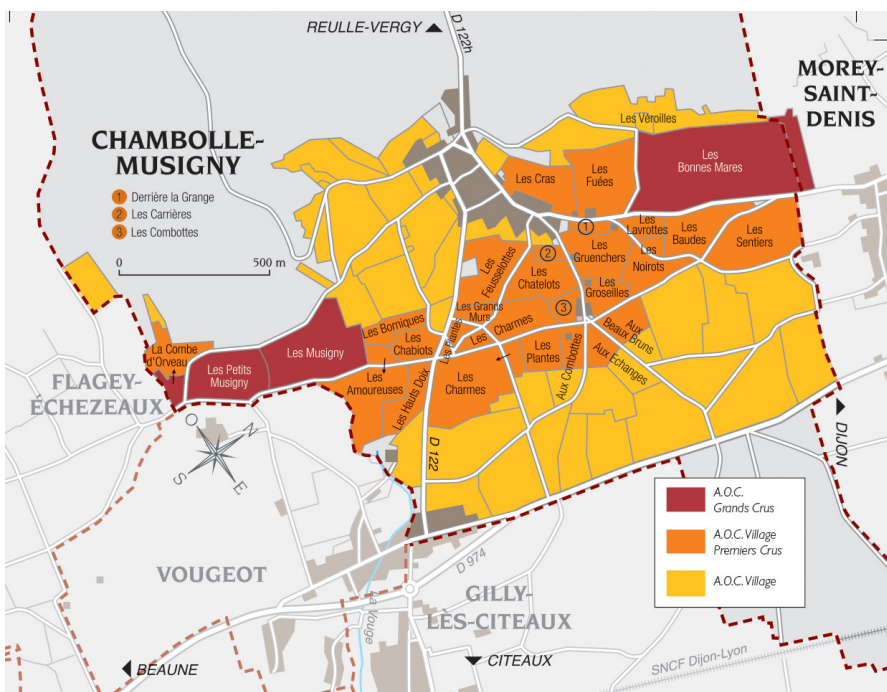 REULLE-VERGY
D 122h
MOREY-
SAINT-
DENIS
CHAMBOLLE-
MUSIGNY
1 Derrière la Grange
2 Les Carrières
3 Les Combottes
0 500 m
Les Véroilles
Les
Bonnes Mares
Les Cras
Les
Fuées
1
Les
Lavrottes
Les
Baudes
Les
Sentiers
2
Les
Gruenchers
Les
Noirots
Les
Feusselottes
Les
Chatelots
Les
Groseilles
3
Les Grands
Murs
Les Charmes
Aux
Beaux Bruns
Les Borniques
Les
Chabiots
Les Plantes
Les
Plantes
Aux Combottes
Aux Échanges
La Combe
d'Orveau
Les Petits
Musigny
Les Musigny
Les
Amoureuses
Les Hauts Doix
Les
Charmes
FLAGEY-
ÉCHEZEAUX
O
N
S
E
D 122
DIJON
A.O.C.
Grands Crus
A.O.C. Village
Premiers Crus
A.O.C. Village
D 974
VOUGEOT
La Vouge
GILLY-
LÈS-CITEAUX
BEAUNE
CITEAUX
SNCF Dijon-Lyon